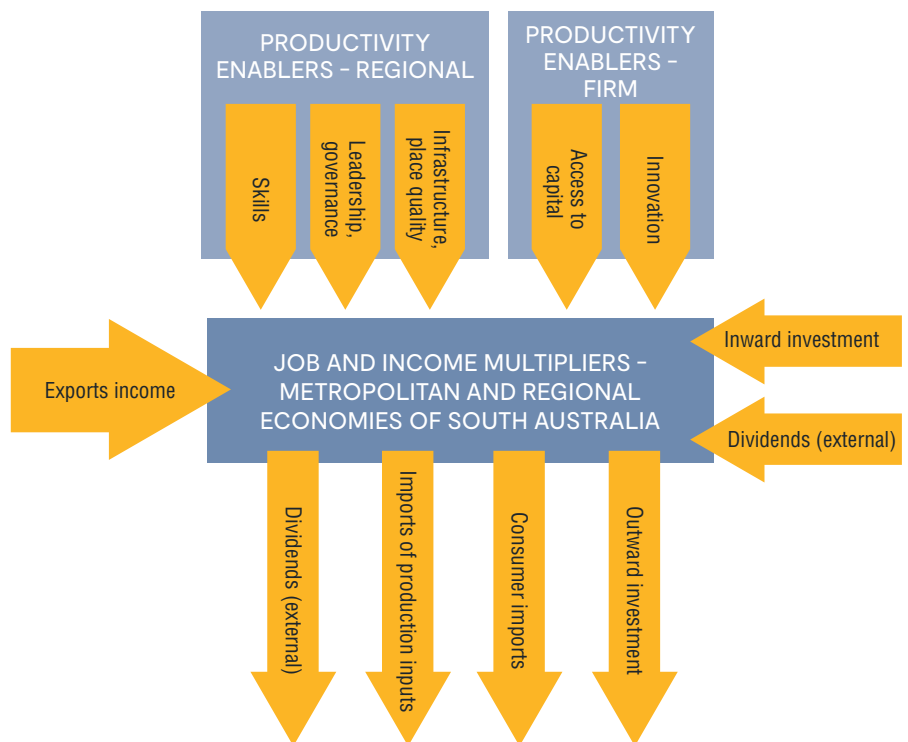 PRODUCTIVITY
ENABLERS – REGIONAL
PRODUCTIVITY
ENABLERS –
FIRM
Skills
Leadership,
governance
Infrastructure,
place quality
Access to
capital
Innovation
Exports income
JOB AND INCOME MULTIPLIERS –
METROPOLITAN AND REGIONAL
ECONOMIES OF SOUTH AUSTRALIA
Inward investment
Dividends (external)
Dividends (external)
Imports of production inputs
Consumer imports
Outward investment